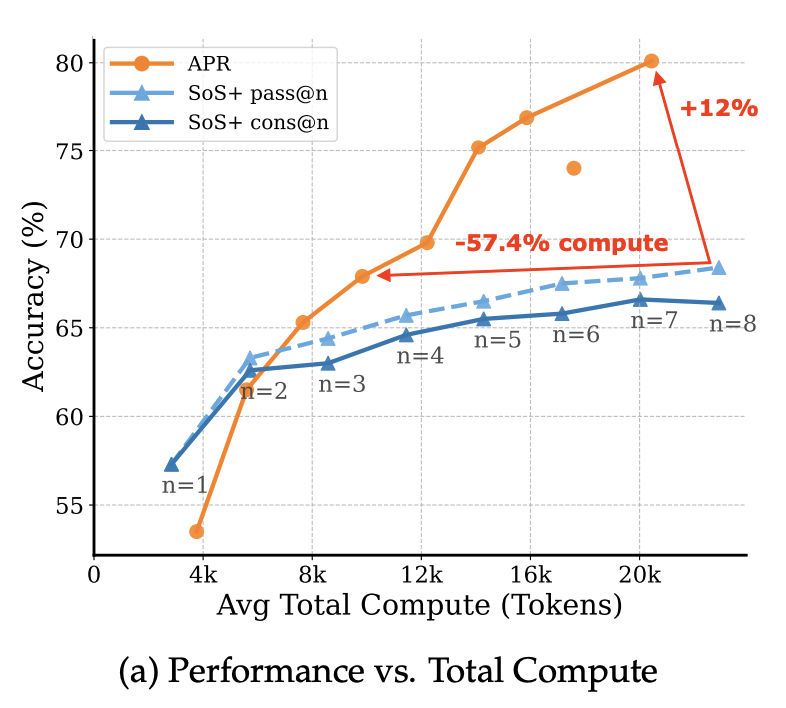 80
75
70
65
60
55
Accuracy (%)
APR
SoS+ pass@n
SoS+ cons@n
+12%
-57.4% compute
n=1
n=2
n=3
n=4
n=5
n=6
n=7
n=8
0
4k
8k
12k
16k
20k
Avg Total Compute (Tokens)
(a) Performance vs. Total Compute